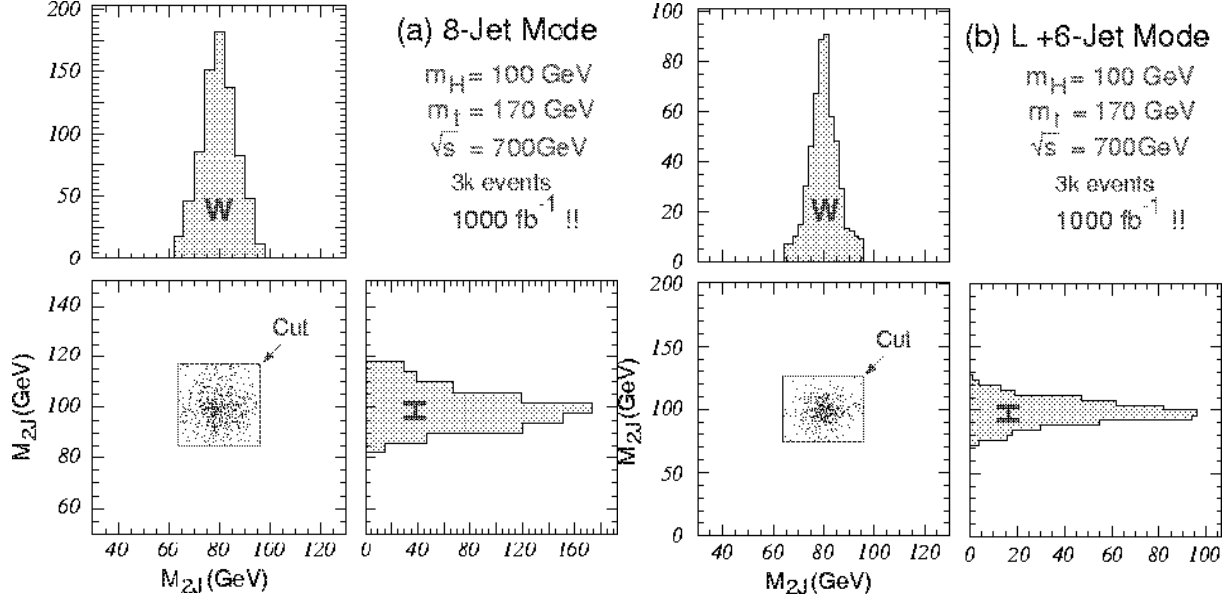 (a) 8-Jet Mode
m_H = 100 GeV
m_t = 170 GeV
√s = 700GeV
3k events
1000 fb^-1 !!
200
150
100
50
0
W
150
140
120
100
80
60
50
M_2J (GeV)
Cut
40 60 80 100 120
M_2J (GeV)
H
0 40 80 120 160
(b) L +6-Jet Mode
m_H = 100 GeV
m_t = 170 GeV
√s = 700GeV
3k events
1000 fb^-1 !!
100
80
60
40
20
0
W
200
150
100
50
0
M_2J (GeV)
Cut
40 60 80 100 120
M_2J (GeV)
H
0 20 40 60 80 100